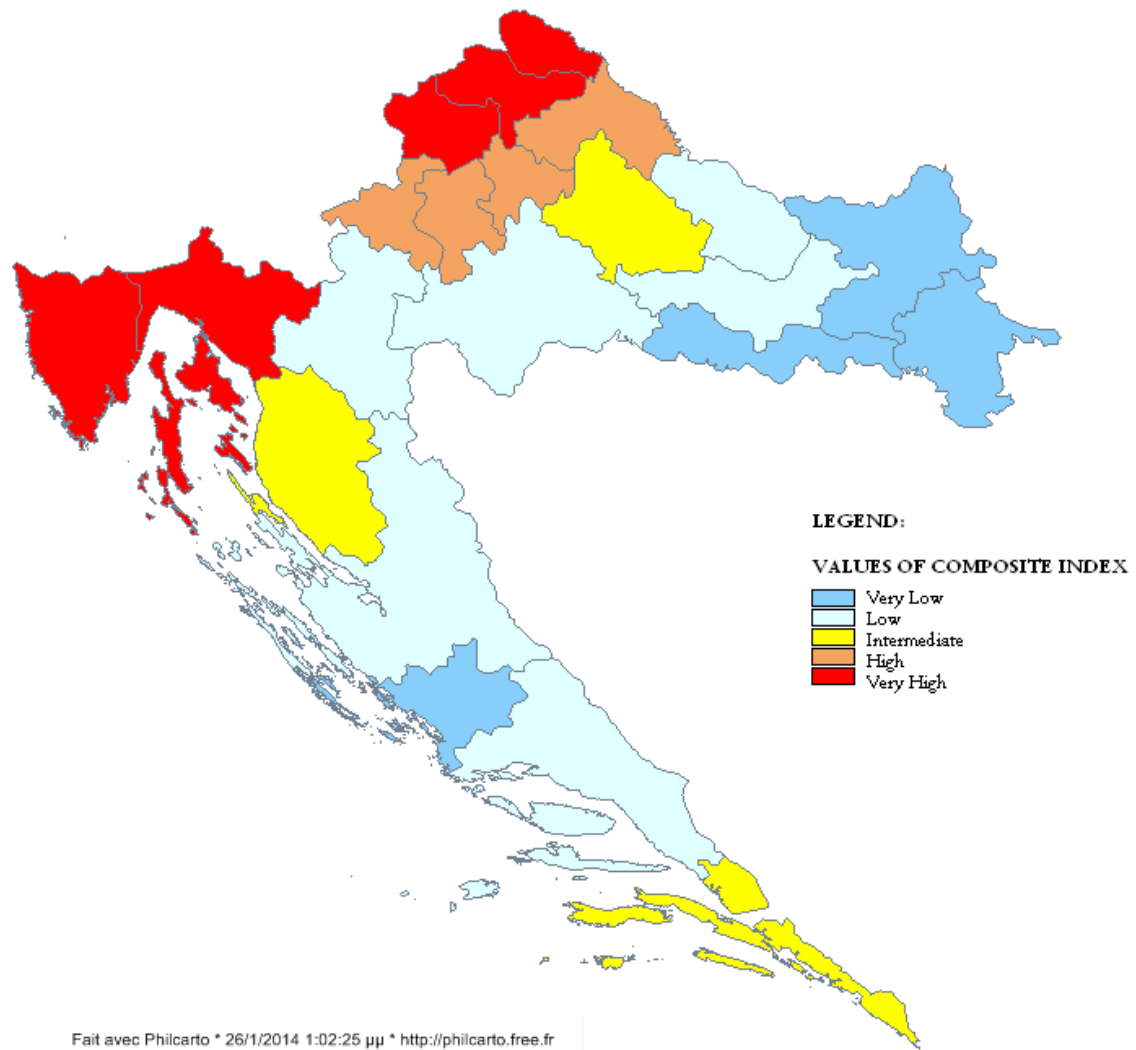 LEGEND:
VALUES OF COMPOSITE INDEX
Very Low
Low
Intermediate
High
Very High
Fait avec Philcarto * 26/1/2014 1:02:25 μμ * http://philcarto.free.fr